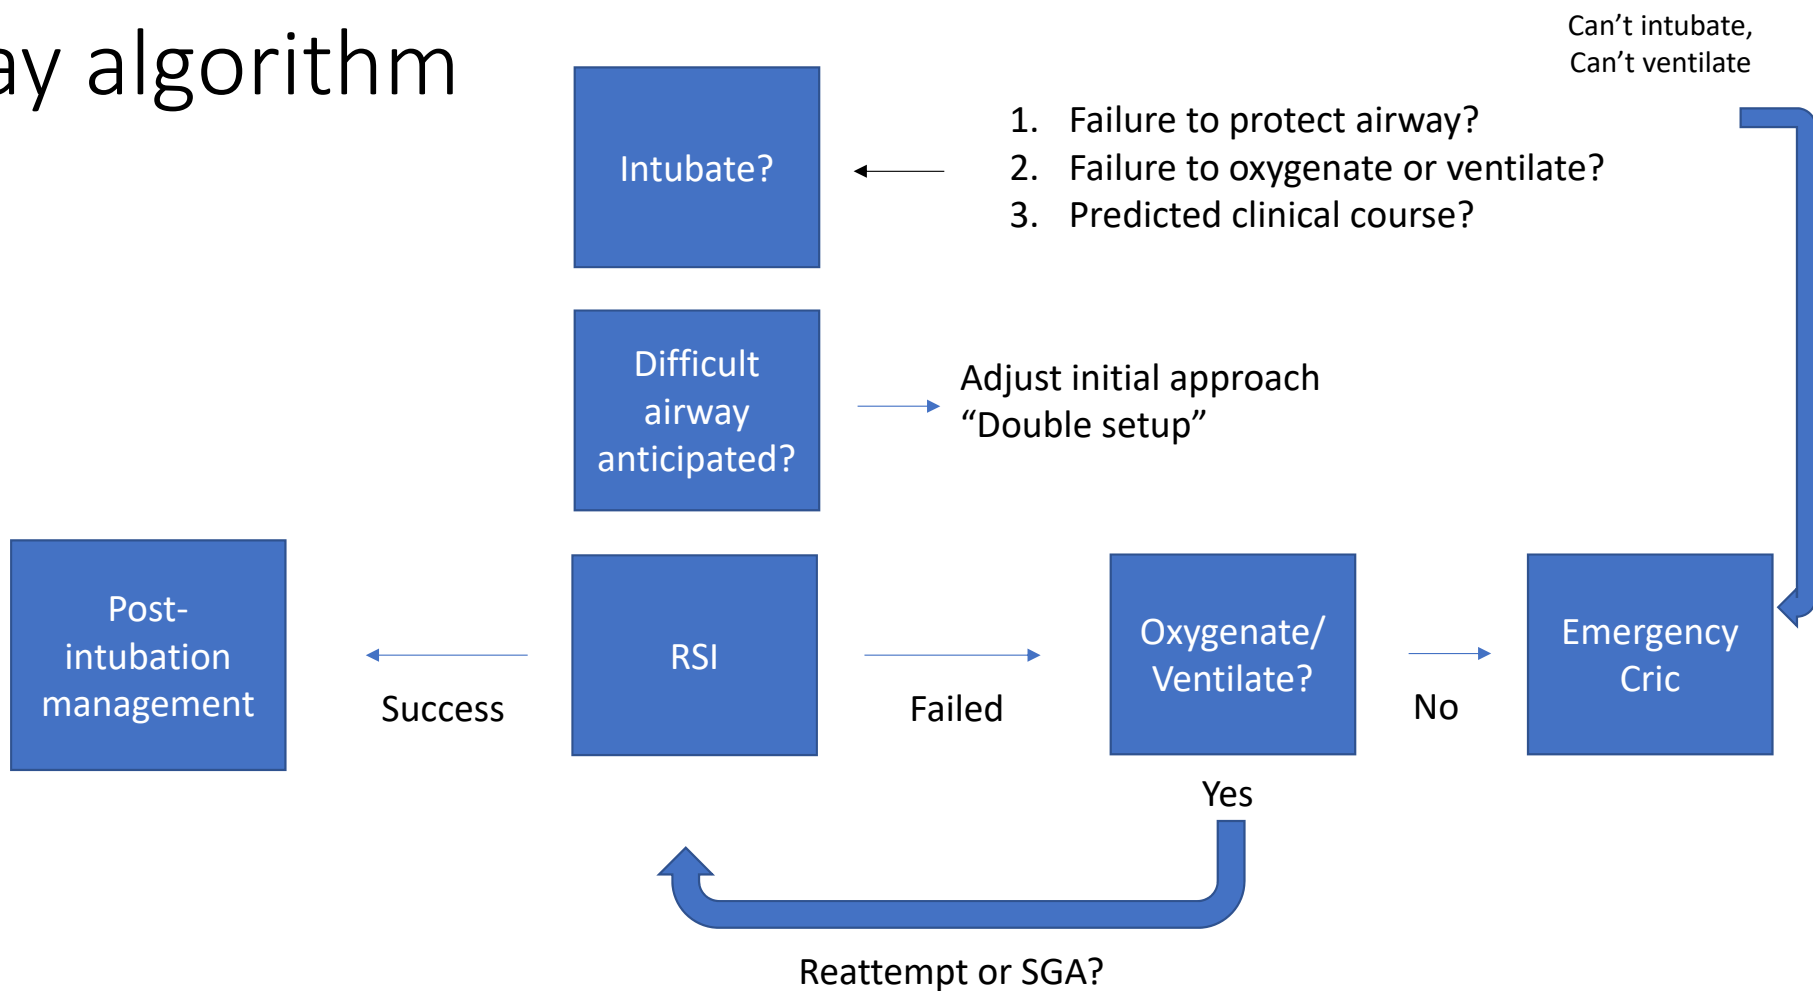 ay algorithm
Can’t intubate,
Can’t ventilate
Intubate?
1. Failure to protect airway?
2. Failure to oxygenate or ventilate?
3. Predicted clinical course?
Difficult
airway
anticipated?
Adjust initial approach
“Double setup”
Post-
intubation
management
Success
RSI
Failed
Oxygenate/
Ventilate?
No
Emergency
Cric
Yes
Reattempt or SGA?